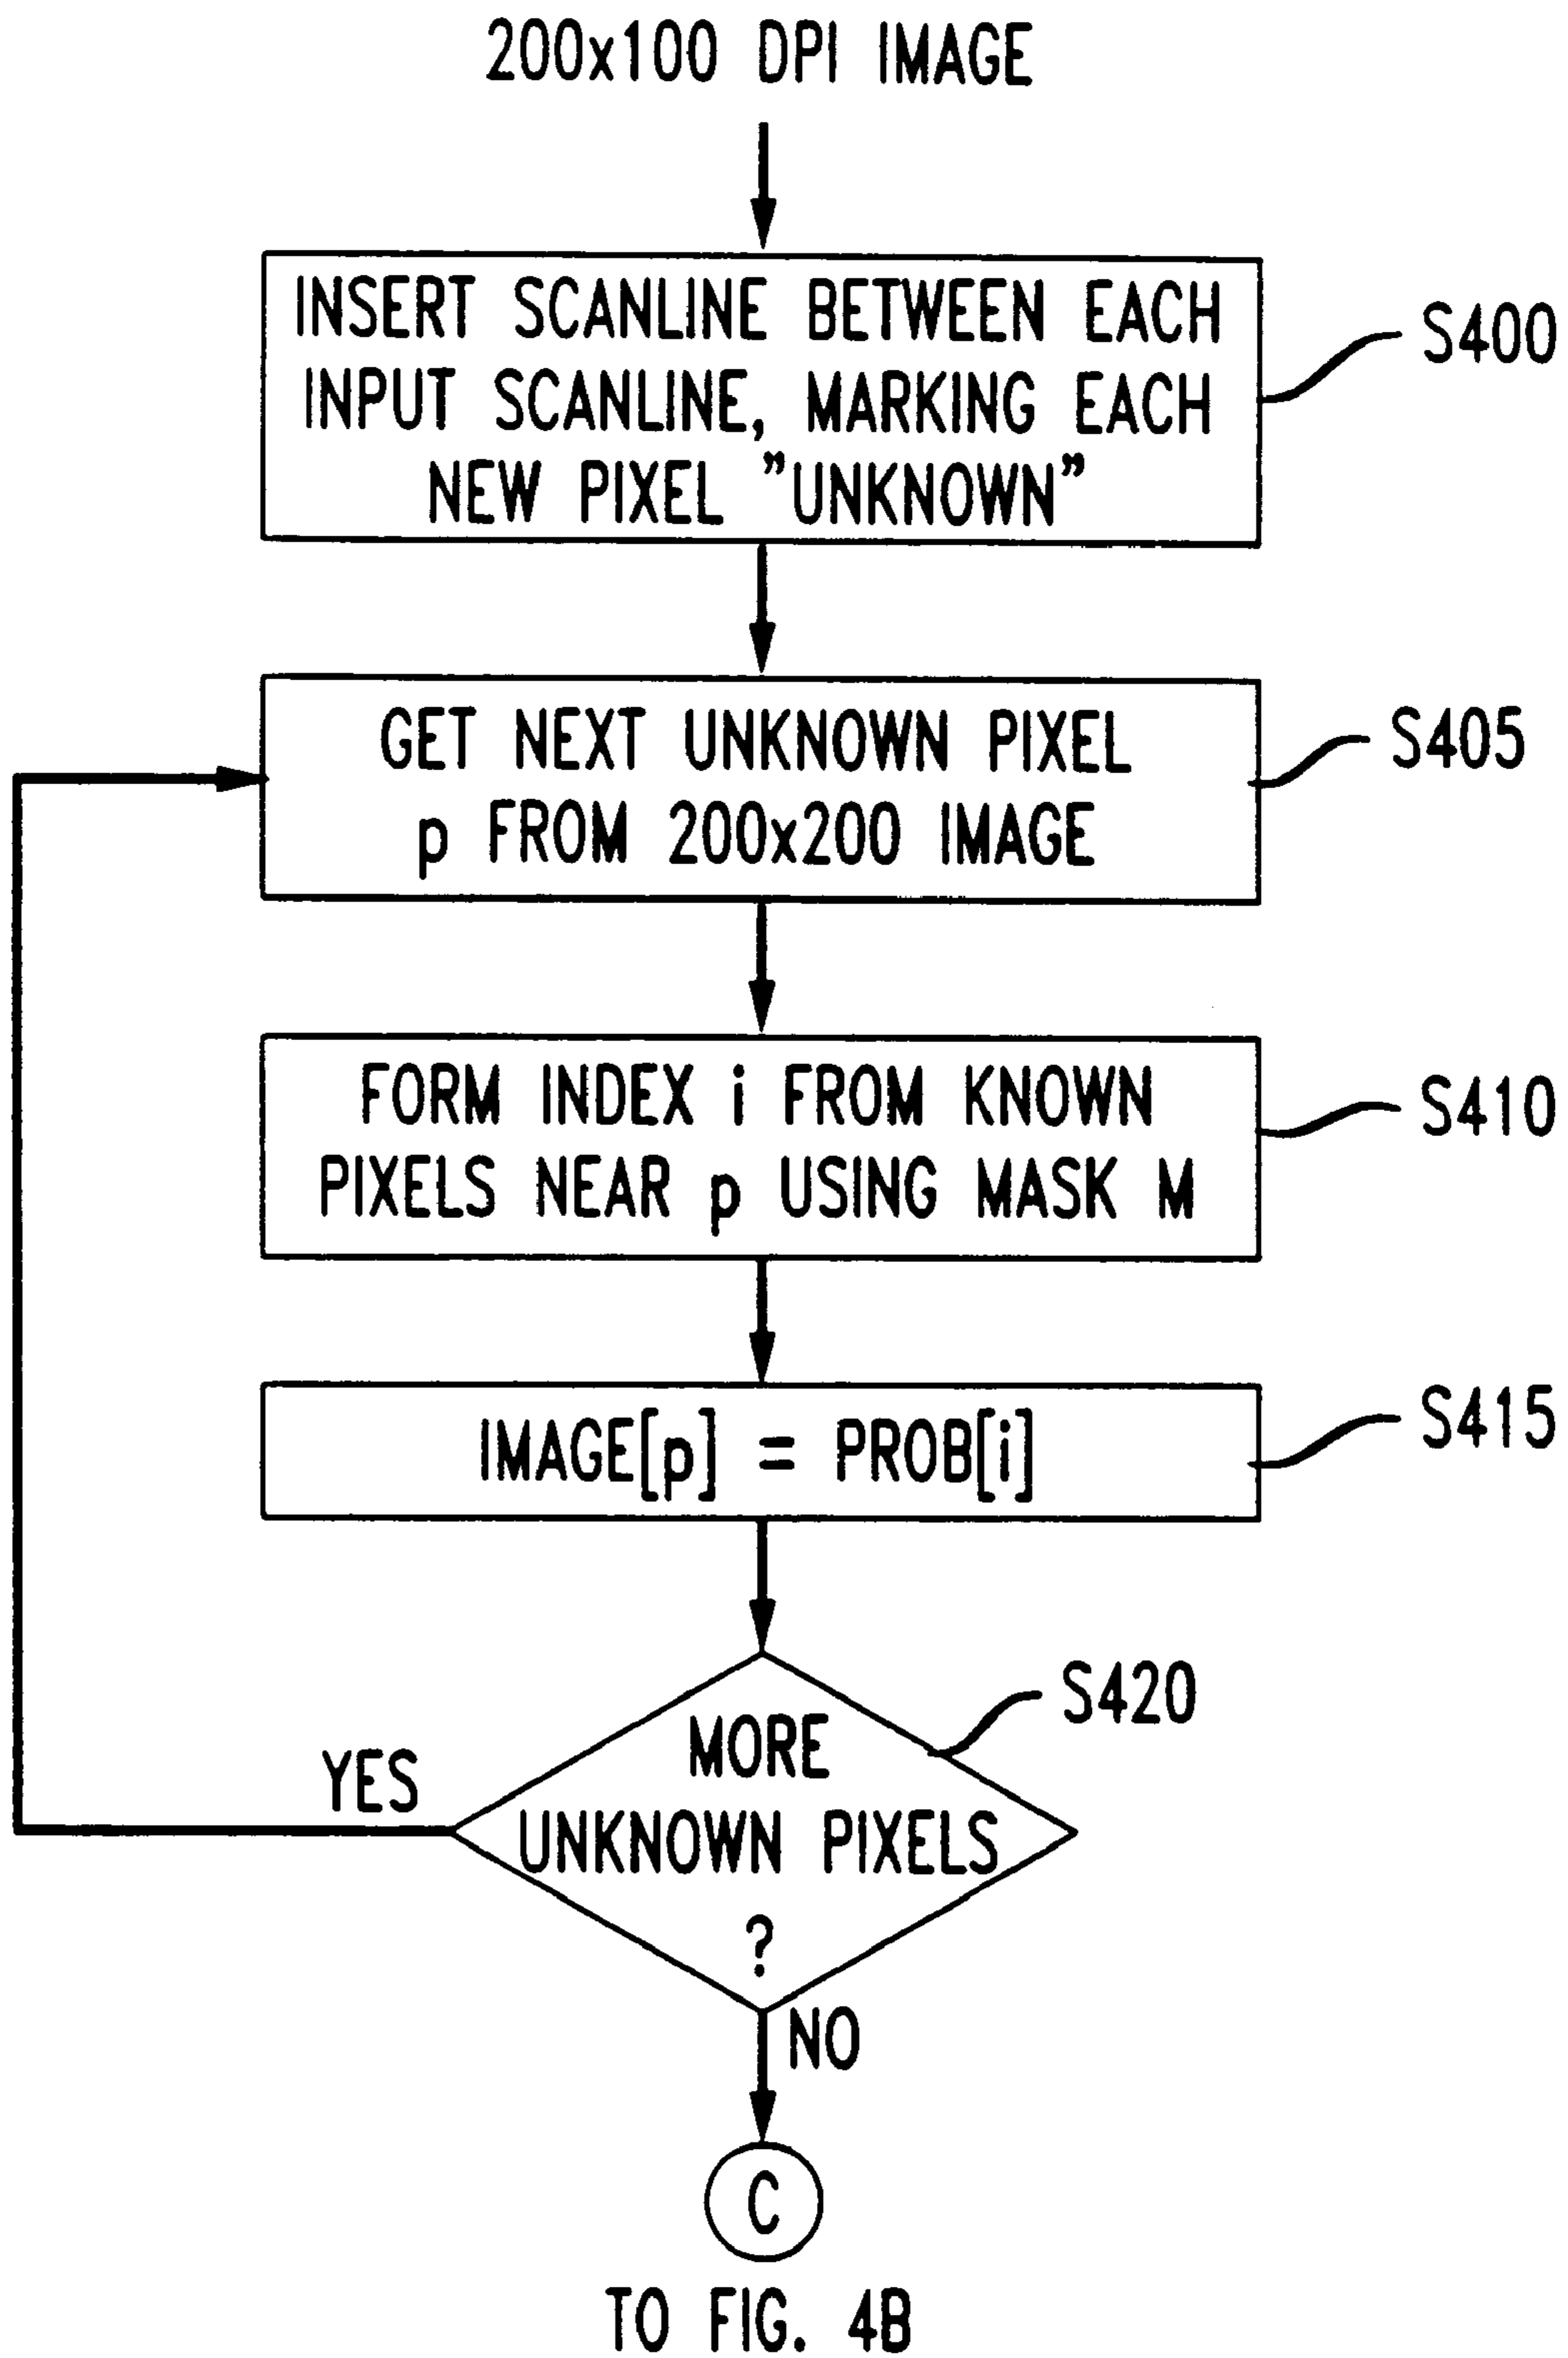 200x100 DPI IMAGE
INSERT SCANLINE BETWEEN EACH
INPUT SCANLINE, MARKING EACH
NEW PIXEL ”UNKNOWN”
S400
GET NEXT UNKNOWN PIXEL
p FROM 200x200 IMAGE
S405
FORM INDEX i FROM KNOWN
PIXELS NEAR p USING MASK M
S410
IMAGE[p] = PROB[i]
S415
MORE
UNKNOWN PIXELS
?
S420
YES
NO
C
TO FIG. 4B